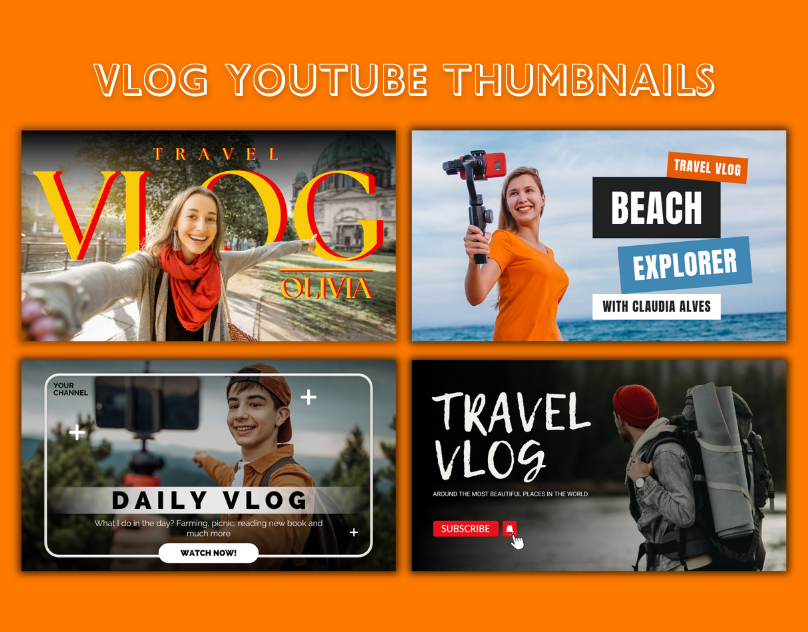 VLOG YOUTUBE THUMBNAILS
TRAVEL
VLOG
OLIVIA
TRAVEL VLOG
BEACH
EXPLORER
WITH CLAUDIA ALVES
YOUR
CHANNEL
DAILY VLOG
What I do in the day? Farming, picnic, reading new book and
much more
WATCH NOW!
TRAVEL
VLOG
AROUND THE MOST BEAUTIFUL PLACES IN THE WORLD
SUBSCRIBE